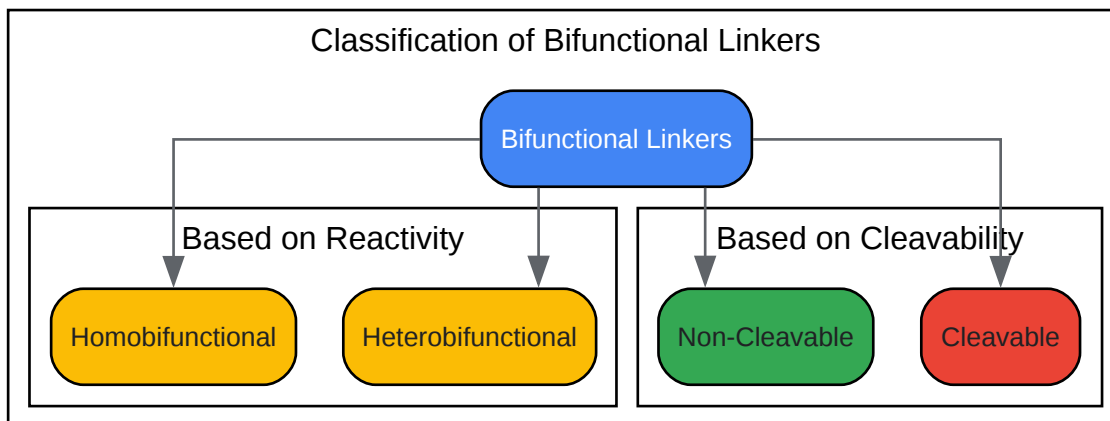 Classification of Bifunctional Linkers
Bifunctional Linkers
Based on Reactivity
Based on Cleavability
Homobifunctional
Heterobifunctional
Non-Cleavable
Cleavable